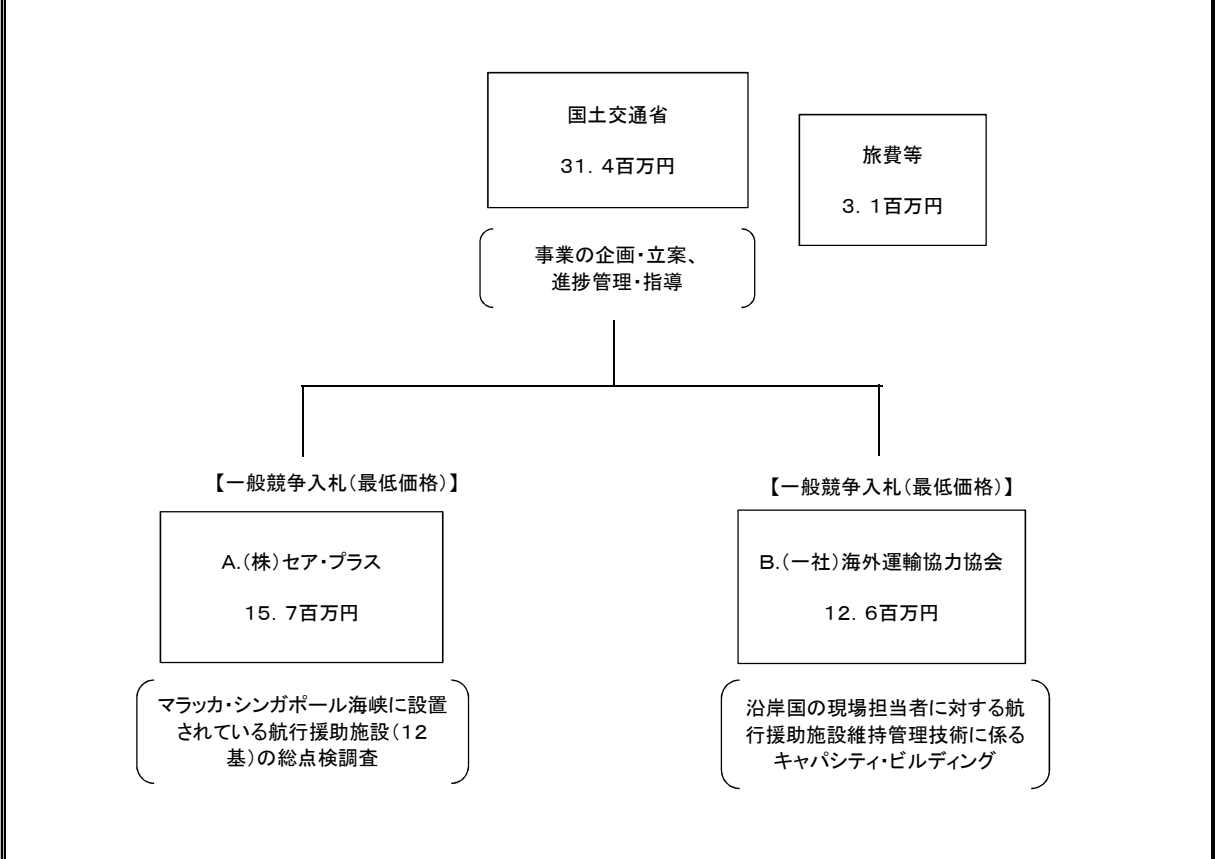 国土交通省
31．4百万円
旅費等
3．1百万円
事業の企画・立案、
進捗管理・指導
【一般競争入札（最低価格）】
A.（株）セア・プラス
15．7百万円
マラッカ・シンガポール海峡に設置
されている航行援助施設（12
基）の総点検調査
【一般競争入札（最低価格）】
B.（一社）海外運輸協力協会
12．6百万円
沿岸国の現場担当者に対する航
行援助施設維持管理技術に係る
キャパシティ・ビルディング